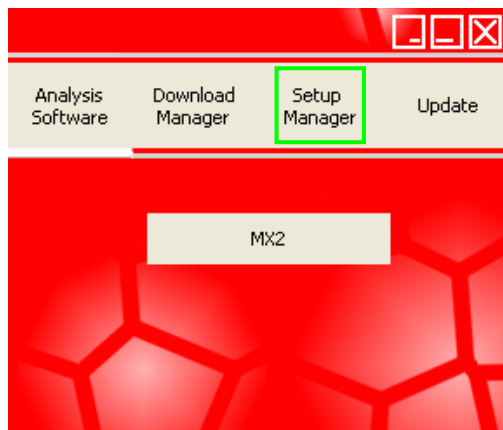 Analysis
Software
Download
Manager
Setup
Manager
Update
MX2